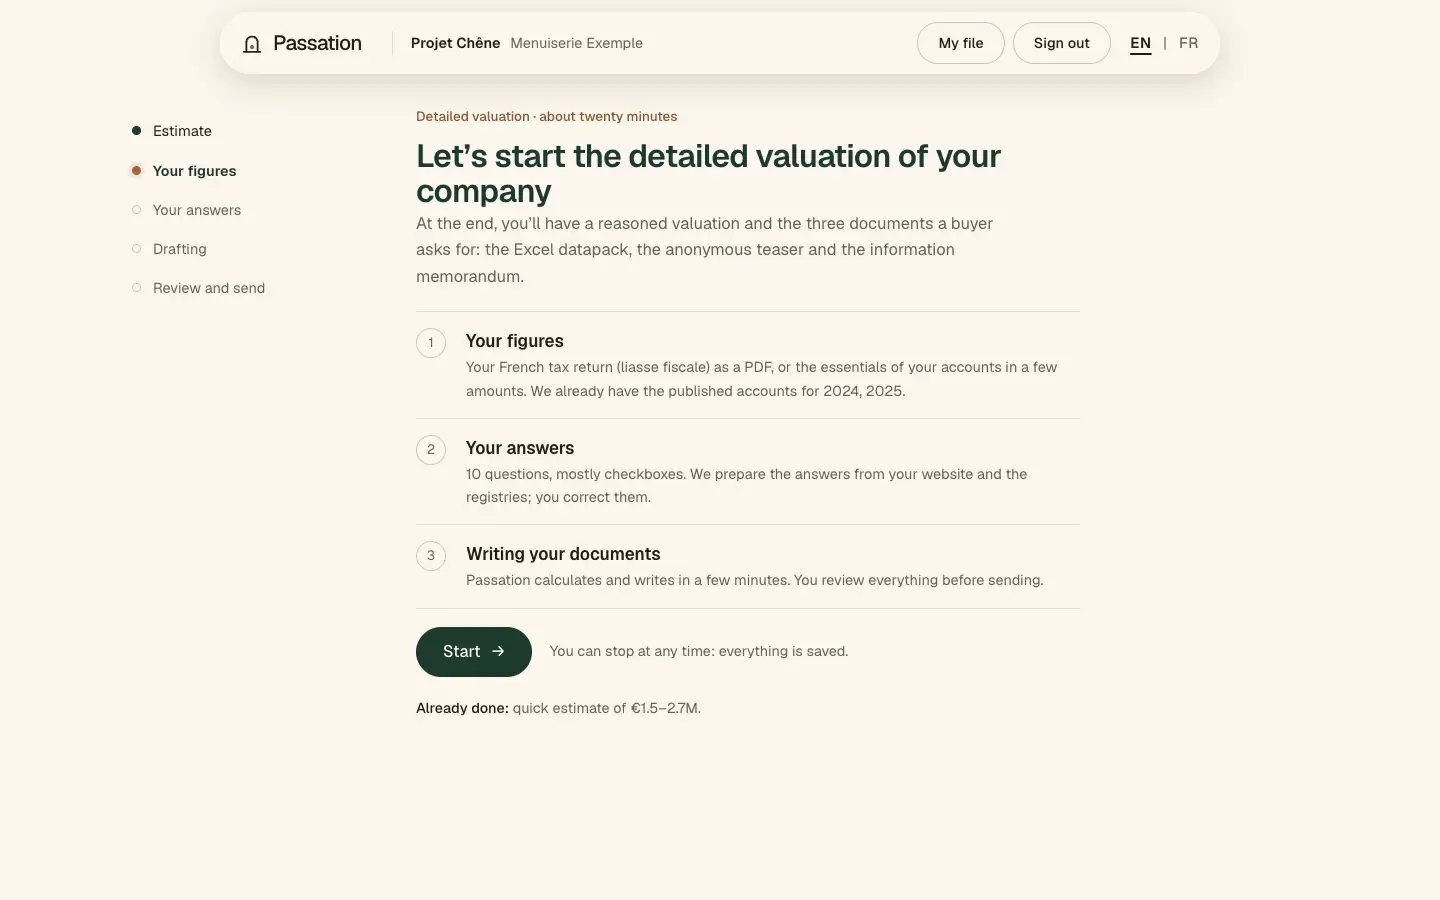 Passation
Projet Chêne Menuiserie Exemple
My file
Sign out
EN | FR
Estimate
Your figures
Your answers
Drafting
Review and send
Detailed valuation · about twenty minutes
Let’s start the detailed valuation of your
company
At the end, you’ll have a reasoned valuation and the three documents a buyer
asks for: the Excel datapack, the anonymous teaser and the information
memorandum.
1
Your figures
Your French tax return (liasse fiscale) as a PDF, or the essentials of your accounts in a few
amounts. We already have the published accounts for 2024, 2025.
2
Your answers
10 questions, mostly checkboxes. We prepare the answers from your website and the
registries; you correct them.
3
Writing your documents
Passation calculates and writes in a few minutes. You review everything before sending.
Start →
You can stop at any time: everything is saved.
Already done: quick estimate of €1.5–2.7M.